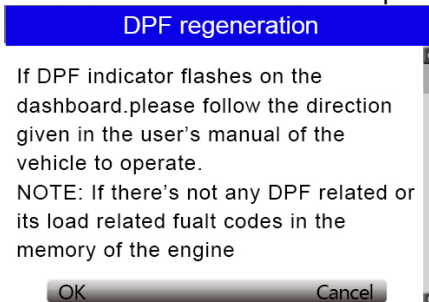 DPF regeneration
If DPF indicator flashes on the
dashboard.please follow the direction
given in the user's manual of the
vehicle to operate.
NOTE: If there's not any DPF related or
its load related fualt codes in the
memory of the engine
OK Cancel